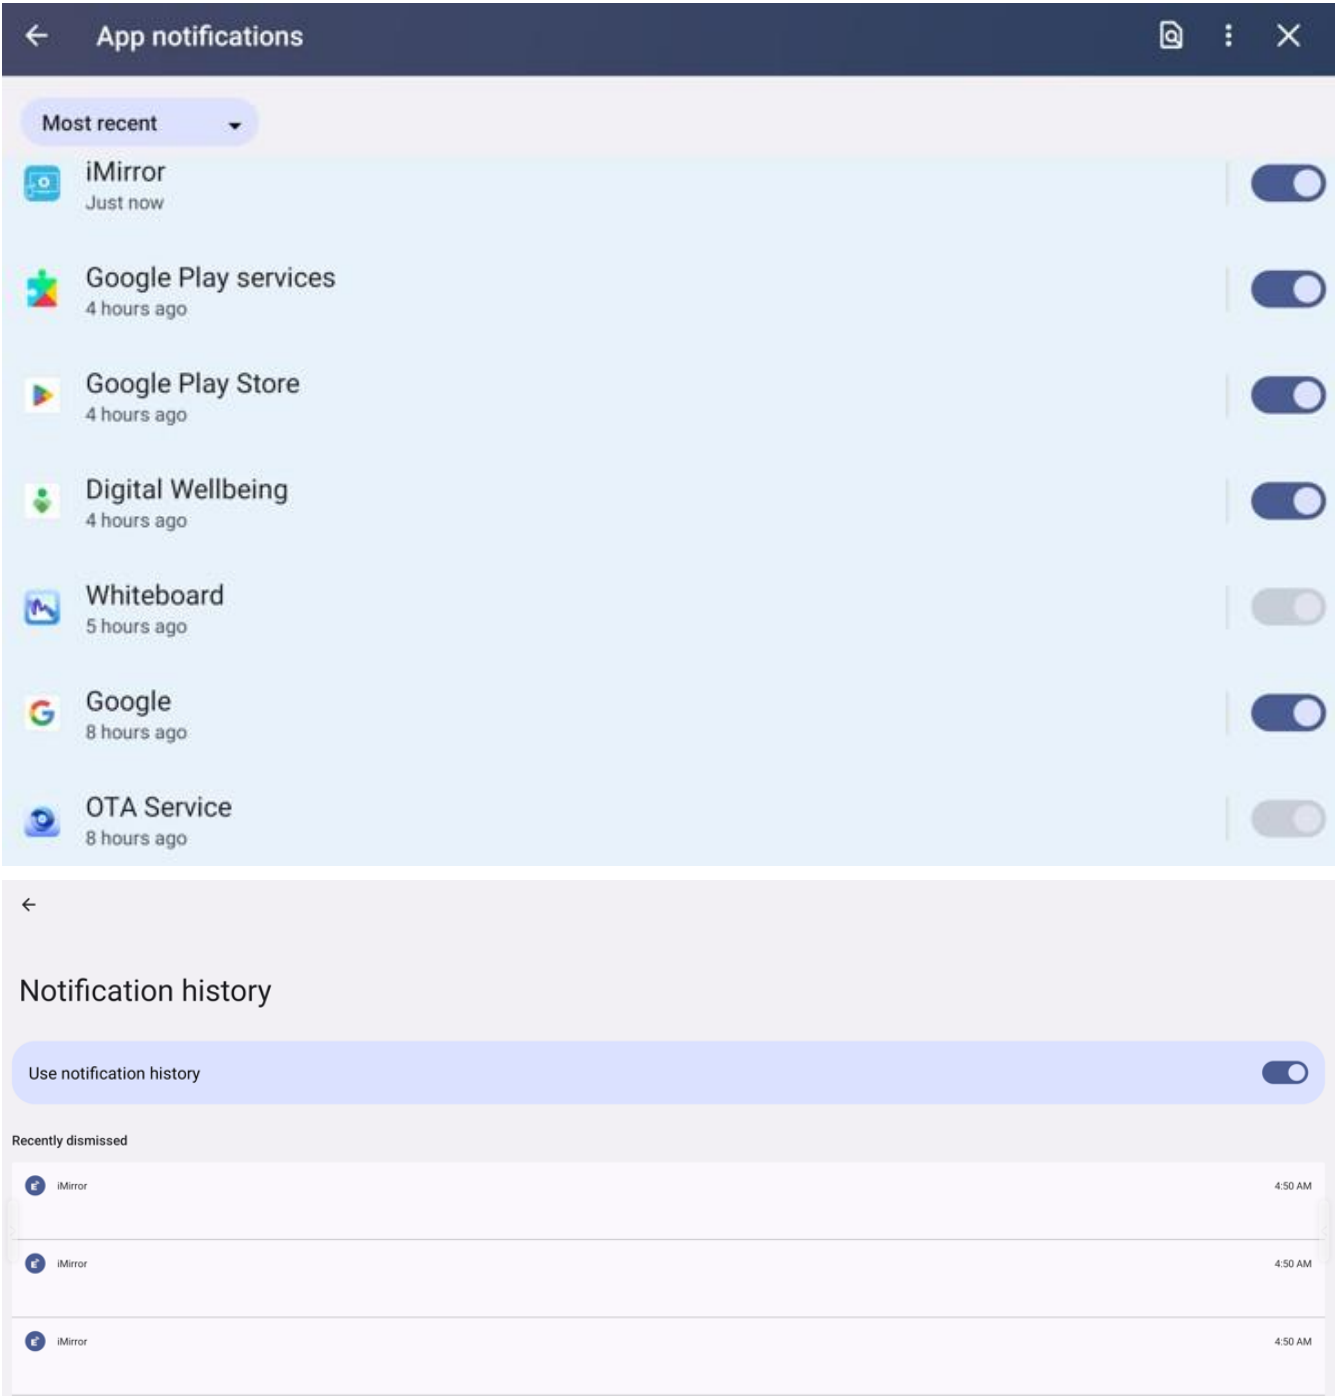 App notifications
Most recent
iMirror
Just now
Google Play services
4 hours ago
Google Play Store
4 hours ago
Digital Wellbeing
4 hours ago
Whiteboard
5 hours ago
Google
8 hours ago
OTA Service
8 hours ago
Notification history
Use notification history
Recently dismissed
iMirror 4:50 AM
iMirror 4:50 AM
iMirror 4:50 AM